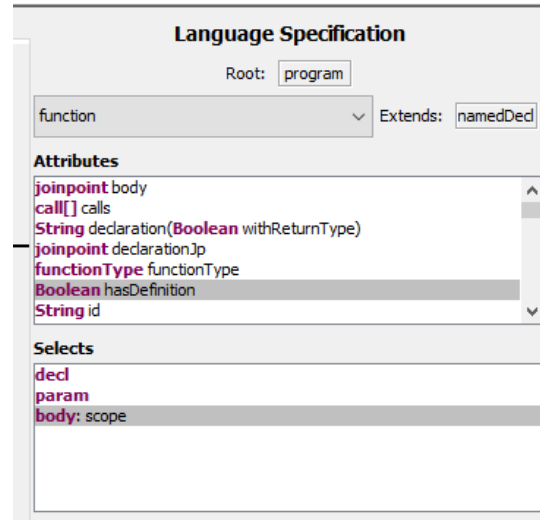 Language Specification
Root: program
function Extends: namedDecl
Attributes
joinpoint body
call[] calls
String declaration(Boolean withReturnType)
joinpoint declarationJp
functionType functionType
Boolean hasDefinition
String id
Selects
decl
param
body: scope